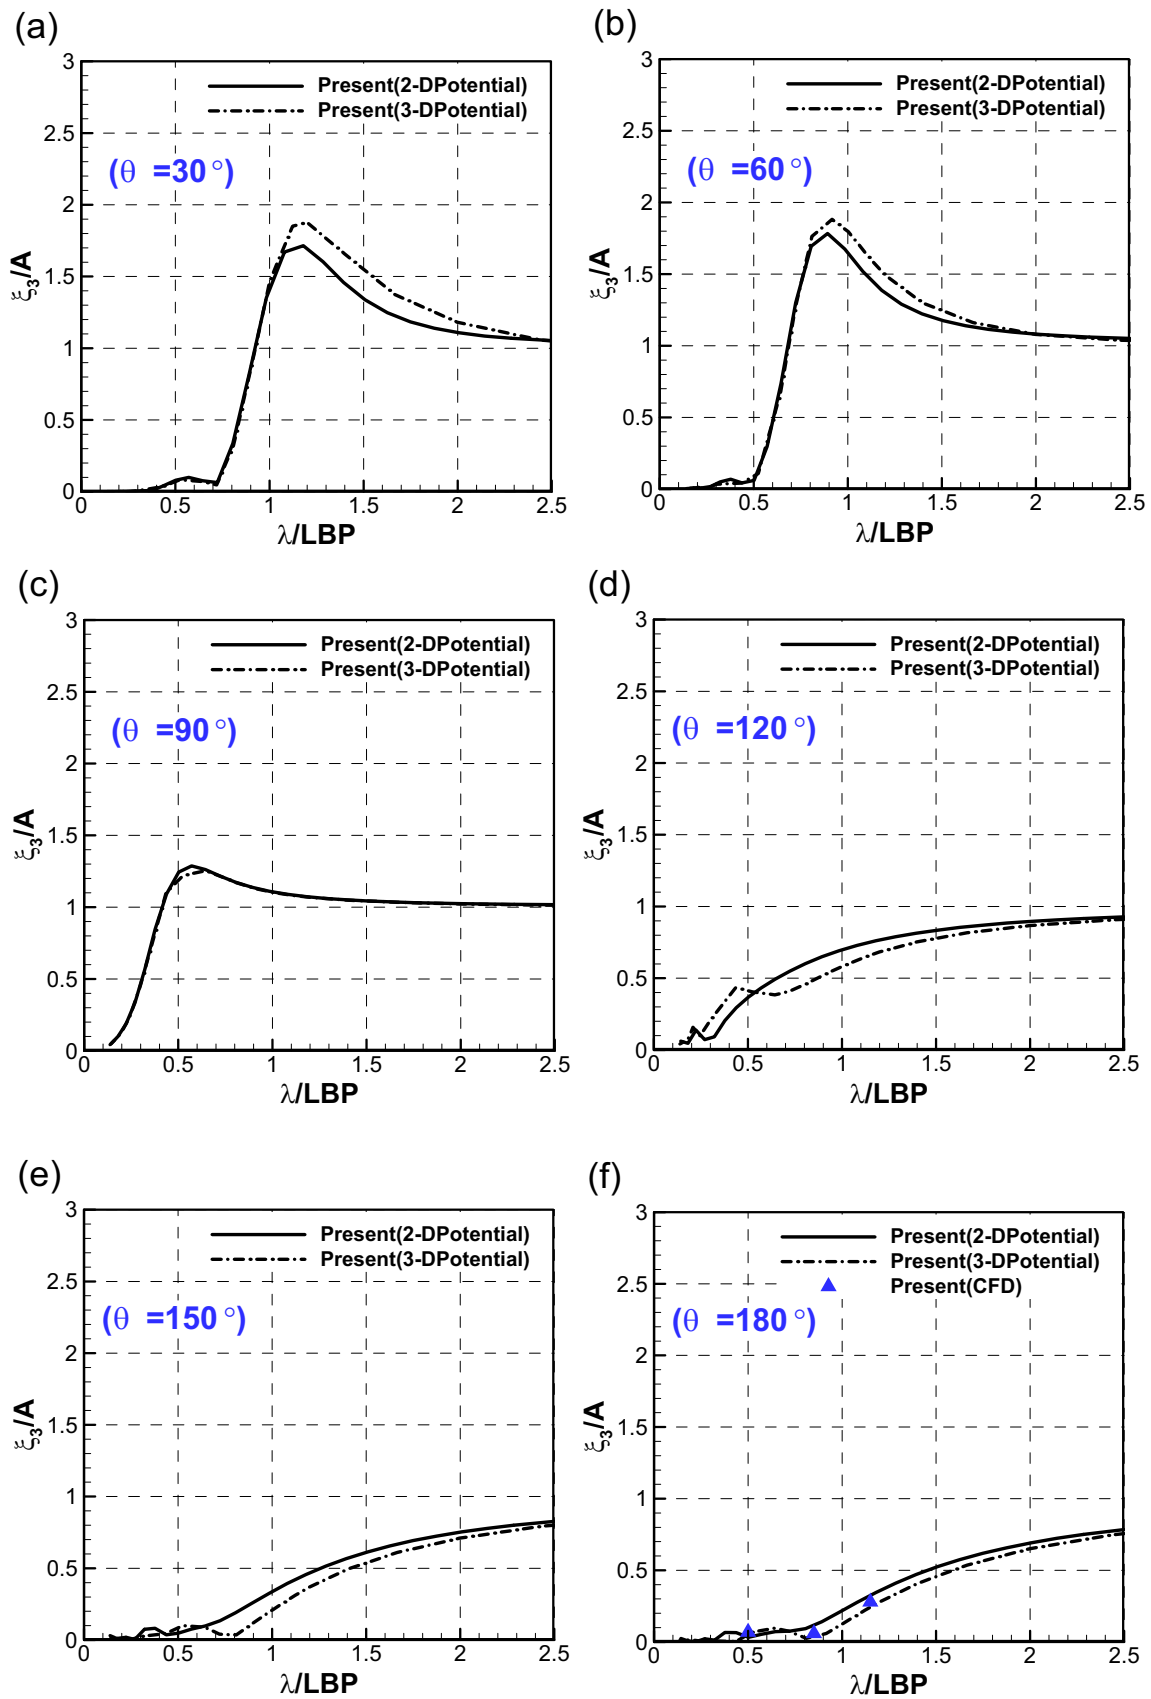 (a)
3
2.5
2
1.5
1
0.5
0
ξ3/A
Present(2-DPotential)
Present(3-DPotential)
(θ =30°)
0 0.5 1 1.5 2 2.5
λ/LBP
(b)
3
2.5
2
1.5
1
0.5
0
ξ3/A
Present(2-DPotential)
Present(3-DPotential)
(θ =60°)
0 0.5 1 1.5 2 2.5
λ/LBP
(c)
3
2.5
2
1.5
1
0.5
0
ξ3/A
Present(2-DPotential)
Present(3-DPotential)
(θ =90°)
0 0.5 1 1.5 2 2.5
λ/LBP
(d)
3
2.5
2
1.5
1
0.5
0
ξ3/A
Present(2-DPotential)
Present(3-DPotential)
(θ =120°)
0 0.5 1 1.5 2 2.5
λ/LBP
(e)
3
2.5
2
1.5
1
0.5
0
ξ3/A
Present(2-DPotential)
Present(3-DPotential)
(θ =150°)
0 0.5 1 1.5 2 2.5
λ/LBP
(f)
3
2.5
2
1.5
1
0.5
0
ξ3/A
Present(2-DPotential)
Present(3-DPotential)
Present(CFD)
(θ =180°)
0 0.5 1 1.5 2 2.5
λ/LBP